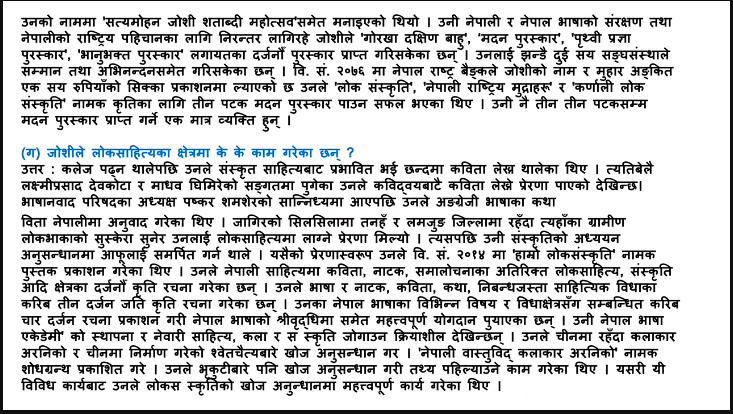 उनको नाममा 'सत्यमोहन जोशी शताब्दी महोत्सव'समेत मनाइएको थियो । उनी नेपाली र नेपाल भाषाको संरक्षण तथा
नेपालीको राष्ट्रिय पहिचानका लागि निरन्तर लागिरहे जोशीले 'गोरखा दक्षिण बाहु', 'मदन पुरस्कार', 'पृथ्वी प्रज्ञा
पुरस्कार', 'भानुभक्त पुरस्कार' लगायतका दर्जनौँ पुरस्कार प्राप्त गरिसकेका छन् । उनलाई झन्डै दुई सय सङ्घसंस्थाले
सम्मान तथा अभिनन्दनसमेत गरिसकेका छन् । वि. सं. २०७६ मा नेपाल राष्ट्र बैङ्कले जोशीको नाम र मुहार अङ्कित
एक सय रुपियाँको सिक्का प्रकाशनमा ल्याएको छ उनले 'लोक संस्कृति', 'नेपाली राष्ट्रिय मुद्राहरू' र 'कर्णाली लोक
संस्कृति' नामक कृतिका लागि तीन पटक मदन पुरस्कार पाउन सफल भएका थिए । उनी नै तीन तीन पटकसम्म
मदन पुरस्कार प्राप्त गर्ने एक मात्र व्यक्ति हुन् ।
(ग) जोशीले लोकसाहित्यका क्षेत्रमा के के काम गरेका छन् ?
उत्तर : कलेज पढ्न थालेपछि उनले संस्कृत साहित्यबाट प्रभावित भई छन्दमा कविता लेख्न थालेका थिए । त्यतिबेलै
लक्ष्मीप्रसाद देवकोटा र माधव घिमिरेको सङ्गतमा पुगेका उनले कविद्वयबाटै कविता लेख्ने प्रेरणा पाएको देखिन्छ।
भाषानवाद परिषदका अध्यक्ष पष्कर शमशेरको सान्निध्यमा आएपछि उनले अङग्रेजी भाषाका कथा
विता नेपालीमा अनुवाद गरेका थिए । जागिरको सिलसिलामा तनहँ र लमजुङ जिल्लामा रहँदा त्यहाँका ग्रामीण
लोकभाकाको सुस्केरा सुनेर उनलाई लोकसाहित्यमा लाग्ने प्रेरणा मिल्यो । त्यसपछि उनी संस्कृतिको अध्ययन
अनुसन्धानमा आफूलाई समर्पित गर्न थाले । यसैको प्रेरणास्वरूप उनले वि. सं. २०१४ मा 'हाम्रो लोकसंस्कृति' नामक
पुस्तक प्रकाशन गरेका थिए । उनले नेपाली साहित्यमा कविता, नाटक, समालोचनाका अतिरिक्त लोकसाहित्य, संस्कृति
आदि क्षेत्रका दर्जनौँ कृति रचना गरेका छन् । उनले भाषा र नाटक, कविता, कथा, निबन्धजस्ता साहित्यिक विधाका
करिब तीन दर्जन जति कृति रचना गरेका छन् । उनका नेपाल भाषाका विभिन्न विषय र विधाक्षेत्रसँग सम्बन्धित करिब
चार दर्जन रचना प्रकाशन गरी नेपाल भाषाको श्रीवृद्धिमा समेत महत्त्वपूर्ण योगदान पुयाएका छन् । उनी नेपाल भाषा
एकेडेमी' को स्थापना र नेवारी साहित्य, कला र सं स्कृति जोगाउन क्रियाशील देखिन्छन् । उनले चीनमा रहँदा कलाकार
अरनिको र चीनमा निर्माण गरेको श्वेतचैत्यबारे खोज अनुसन्धान गर । 'नेपाली वास्तुविद् कलाकार अरनिको' नामक
शोधग्रन्थ प्रकाशित गरे । उनले भृकुटीबारे पनि खोज अनुसन्धान गरी तथ्य पहिल्याउने काम गरेका थिए । यसरी यी
विविध कार्यबाट उनले लोकस स्कृतिको खोज अनुन्धानमा महत्त्वपूर्ण कार्य गरेका थिए ।